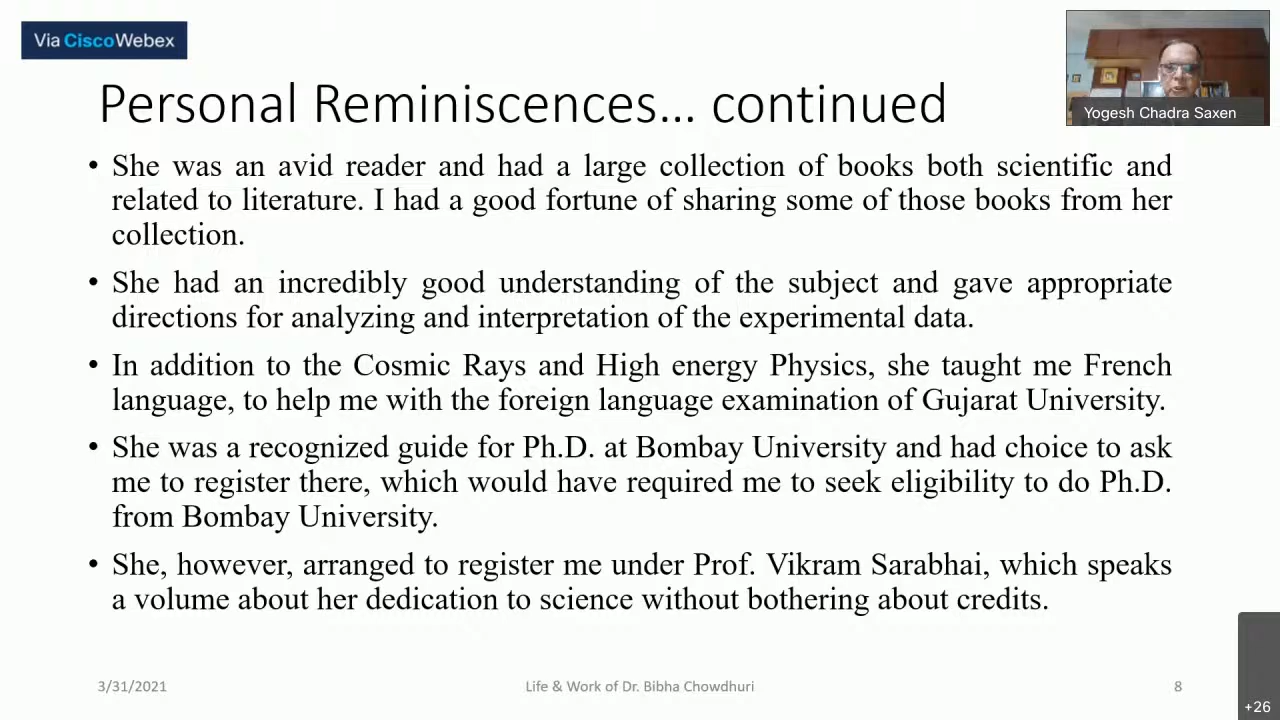 Via Cisco Webex
Yogesh Chadra Saxen
Personal Reminiscences... continued
• She was an avid reader and had a large collection of books both scientific and
related to literature. I had a good fortune of sharing some of those books from her
collection.
• She had an incredibly good understanding of the subject and gave appropriate
directions for analyzing and interpretation of the experimental data.
• In addition to the Cosmic Rays and High energy Physics, she taught me French
language, to help me with the foreign language examination of Gujarat University.
• She was a recognized guide for Ph.D. at Bombay University and had choice to ask
me to register there, which would have required me to seek eligibility to do Ph.D.
from Bombay University.
• She, however, arranged to register me under Prof. Vikram Sarabhai, which speaks
a volume about her dedication to science without bothering about credits.
3/31/2021
Life & Work of Dr. Bibha Chowdhuri
8
+26